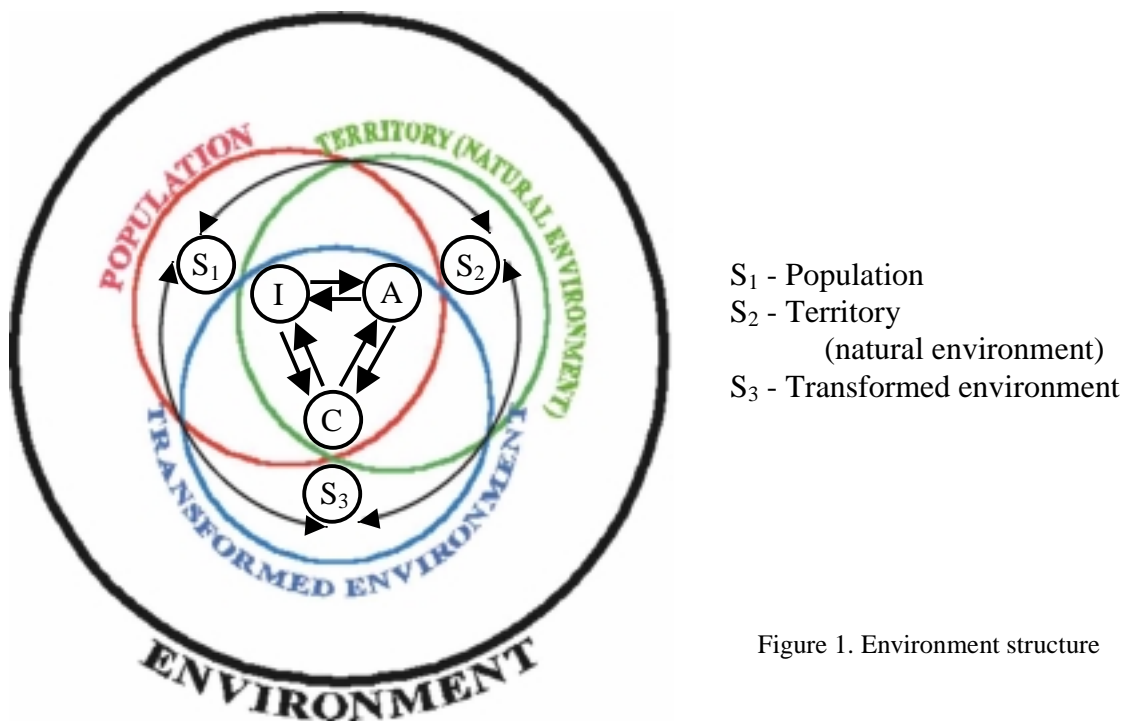 POPULATION
TERRITORY (NATURAL ENVIRONMENT)
S₁
S₂
I
A
C
S₃
TRANSFORMED ENVIRONMENT
ENVIRONMENT
S₁ - Population
S₂ - Territory
(natural environment)
S₃ - Transformed environment
Figure 1. Environment structure